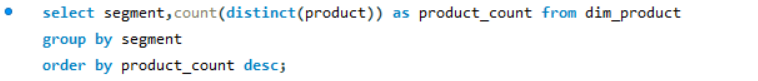 select segment,count(distinct(product)) as product_count from dim_product
group by segment
order by product_count desc;